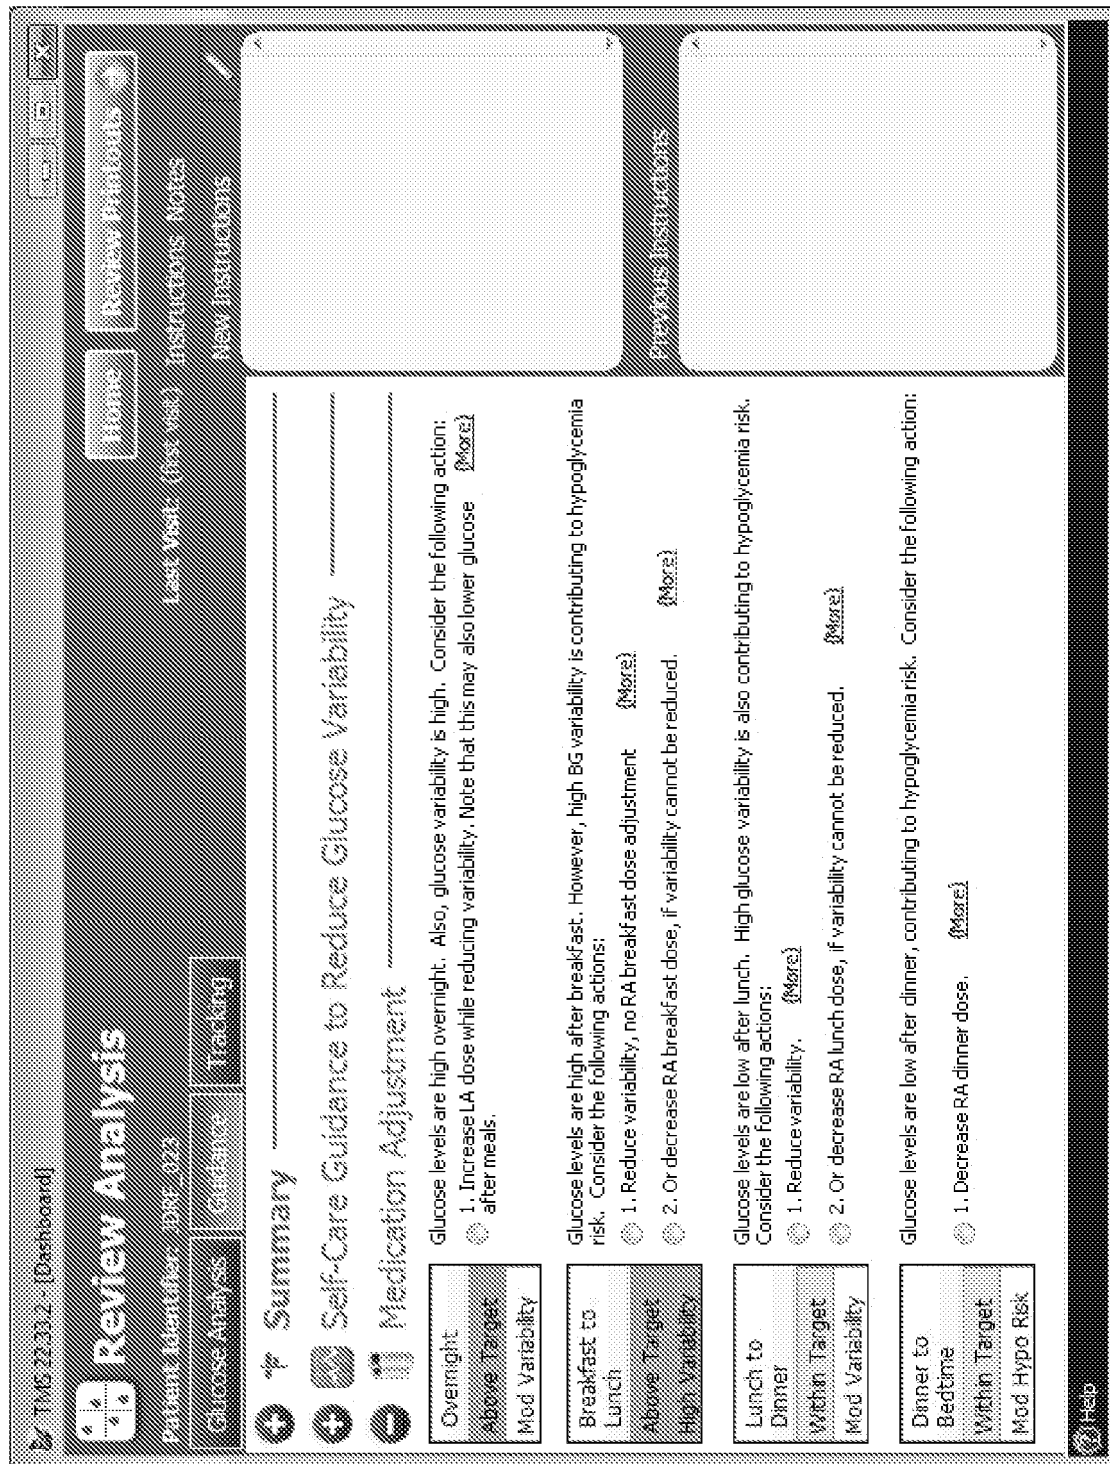 TMS 22.33.2 - [Dashboard]
Review Analysis
Home
Review Printouts
Patient Identifier: IDRF_023
Last Visit: (first visit)
Instructions Notes
Glucose Analysis
Guidance
Tracking
New Instructions
Summary
Self-Care Guidance to Reduce Glucose Variability
Medication Adjustment
Overnight
Above Target
Mod Variability
Glucose levels are high overnight. Also, glucose variability is high. Consider the following action:
1. Increase LA dose while reducing variability. Note that this may also lower glucose (More)
after meals.
Breakfast to
Lunch
Above Target
High Variability
Glucose levels are high after breakfast. However, high BG variability is contributing to hypoglycemia
risk. Consider the following actions:
1. Reduce variability, no RA breakfast dose adjustment (More)
2. Or decrease RA breakfast dose, if variability cannot be reduced. (More)
Lunch to
Dinner
Within Target
Mod Variability
Glucose levels are low after lunch. High glucose variability is also contributing to hypoglycemia risk.
Consider the following actions:
1. Reduce variability. (More)
2. Or decrease RA lunch dose, if variability cannot be reduced. (More)
Dinner to
Bedtime
Within Target
Mod Hypo Risk
Glucose levels are low after dinner, contributing to hypoglycemia risk. Consider the following action:
1. Decrease RA dinner dose. (More)
Previous Instructions
Help